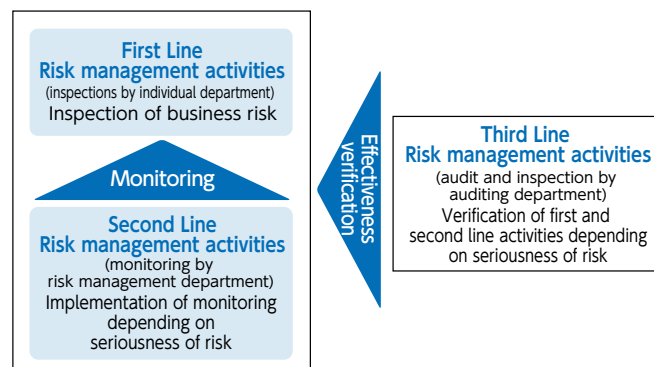 First Line
Risk management activities
(inspections by individual department)
Inspection of business risk
Monitoring
Second Line
Risk management activities
(monitoring by
risk management department)
Implementation of monitoring
depending on
seriousness of risk
Effectiveness
verification
Third Line
Risk management activities
(audit and inspection by
auditing department)
Verification of first and
second line activities depending
on seriousness of risk